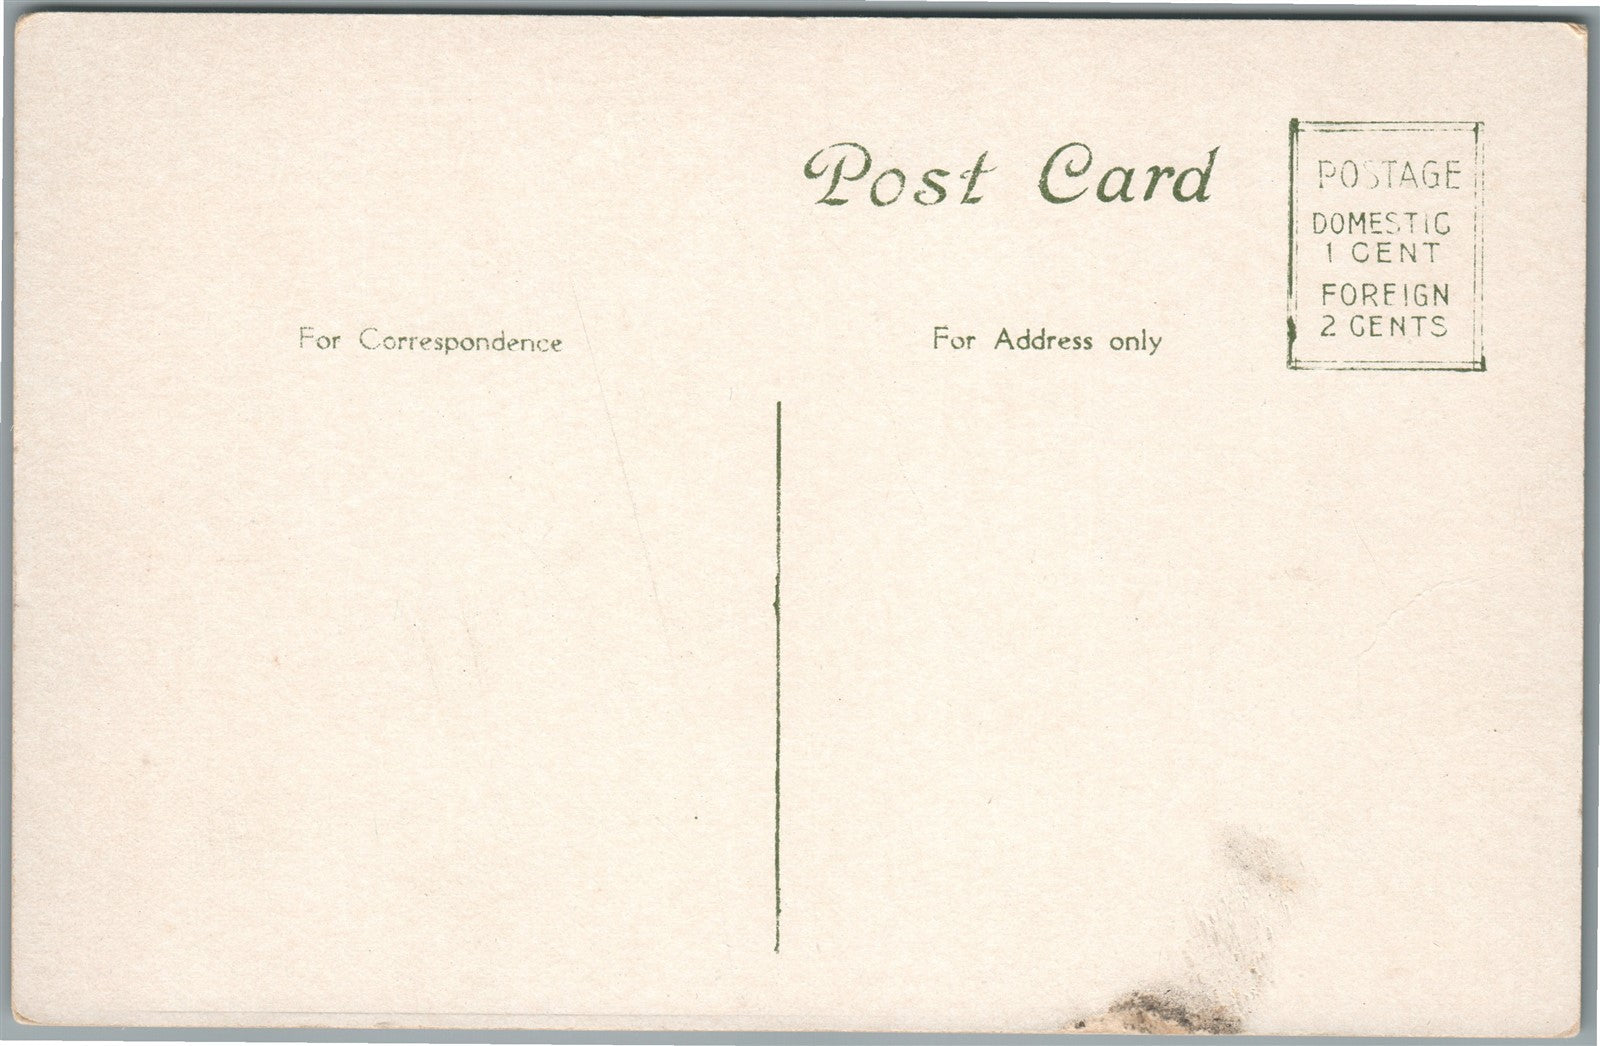 Post Card
POSTAGE
DOMESTIC
1 CENT
FOREIGN
2 CENTS
For Correspondence
For Address only